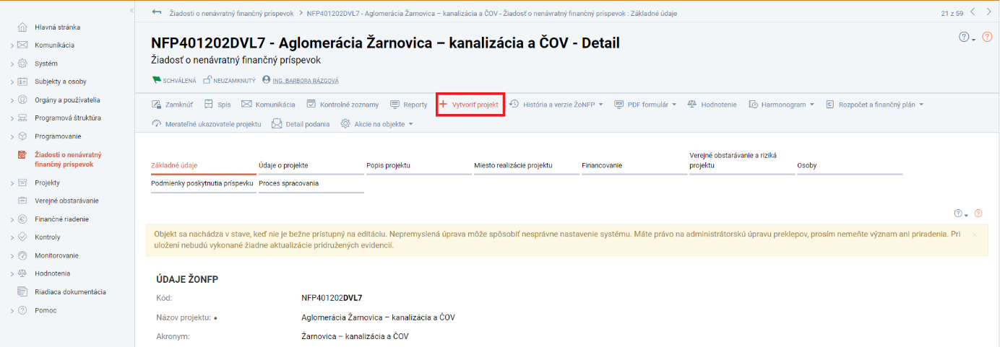 Žiadosti o nenávratný finančný príspevok > NFP401202DVL7 - Aglomerácia Žarnovica – kanalizácia a ČOV - Žiadosť o nenávratný finančný príspevok : Základné údaje
21 z 59
Hlavná stránka
Komunikácia
Systém
Subjekty a osoby
Orgány a používatelia
Programová štruktúra
Programovanie
Žiadosti o nenávratný
finančný príspevok
Projekty
Verejné obstarávanie
Finančné riadenie
Kontroly
Monitorovanie
Hodnotenia
Riadiaca dokumentácia
Pomoc
NFP401202DVL7 - Aglomerácia Žarnovica – kanalizácia a ČOV - Detail
Žiadosť o nenávratný finančný príspevok
SCHVÁLENÁ NEUZAMKNUTÝ ING. BARBORA RÁZGOVÁ
Zamknúť Spis Komunikácia Kontrolné zoznamy Reporty Vytvoriť projekt História a verzie ŽoNFP PDF formulár Hodnotenie Harmonogram Rozpočet a finančný plán
Merateľné ukazovatele projektu Detail podania Akcie na objekte
Základné údaje Údaje o projekte Popis projektu Miesto realizácie projektu Financovanie Verejné obstarávanie a riziká projektu Osoby
Podmienky poskytnutia príspevku Proces spracovania
Objekt sa nachádza v stave, keď nie je bežne prístupný na editáciu. Nepremyslená úprava môže spôsobiť nesprávne nastavenie systému. Máte právo na administrátorskú úpravu preklepov, prosím nemeňte význam ani priradenia. Pri
uložení nebudú vykonané žiadne aktualizácie pridružených evidencií.
ÚDAJE ŽONFP
Kód: NFP401202DVL7
Názov projektu: Aglomerácia Žarnovica – kanalizácia a ČOV
Akronym: Žarnovica – kanalizácia a ČOV